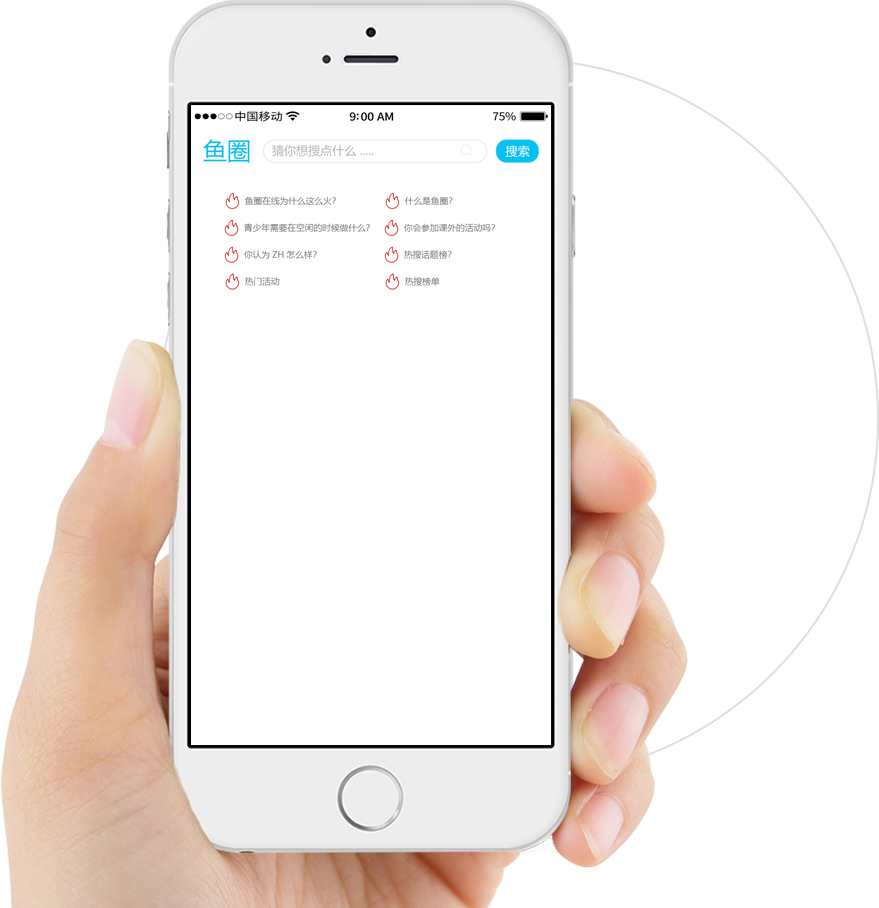 ●●●○○中国移动 9:00 AM 75%
鱼圈 猜你想搜点什么 ..... 搜索
鱼圈在线为什么这么火? 什么是鱼圈?
青少年需要在空闲的时候做什么? 你会参加课外的活动吗?
你认为 ZH 怎么样? 热搜话题榜?
热门活动 热搜榜单